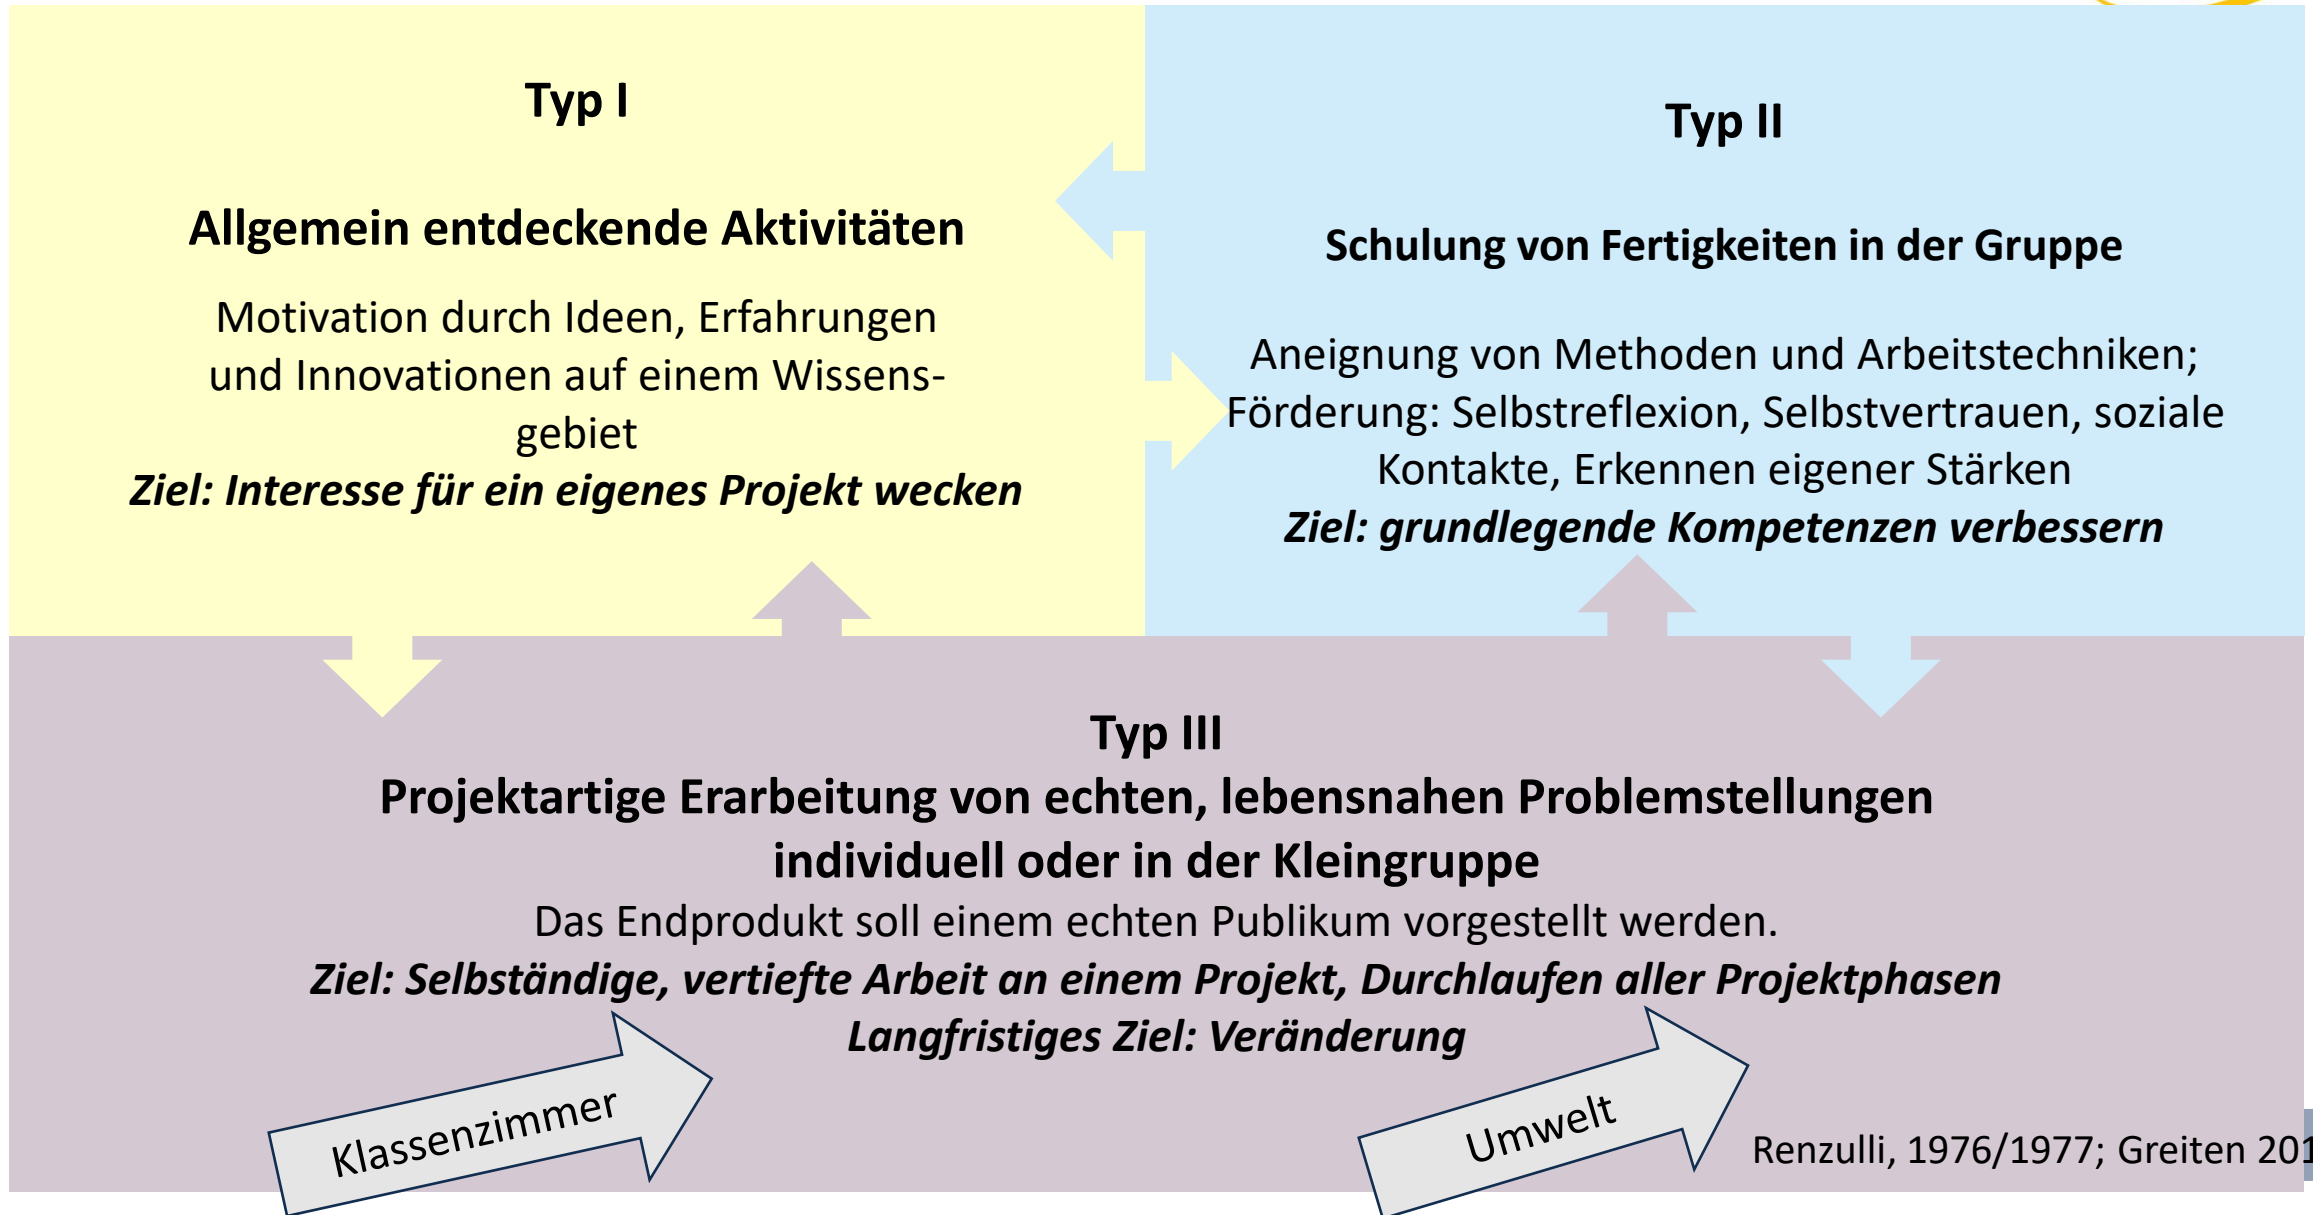 Typ I
Allgemein entdeckende Aktivitäten
Motivation durch Ideen, Erfahrungen
und Innovationen auf einem Wissens-
gebiet
Ziel: Interesse für ein eigenes Projekt wecken
Typ II
Schulung von Fertigkeiten in der Gruppe
Aneignung von Methoden und Arbeitstechniken;
Förderung: Selbstreflexion, Selbstvertrauen, soziale
Kontakte, Erkennen eigener Stärken
Ziel: grundlegende Kompetenzen verbessern
Typ III
Projektartige Erarbeitung von echten, lebensnahen Problemstellungen
individuell oder in der Kleingruppe
Das Endprodukt soll einem echten Publikum vorgestellt werden.
Ziel: Selbständige, vertiefte Arbeit an einem Projekt, Durchlaufen aller Projektphasen
Langfristiges Ziel: Veränderung
Klassenzimmer
Umwelt
Renzulli, 1976/1977; Greiten